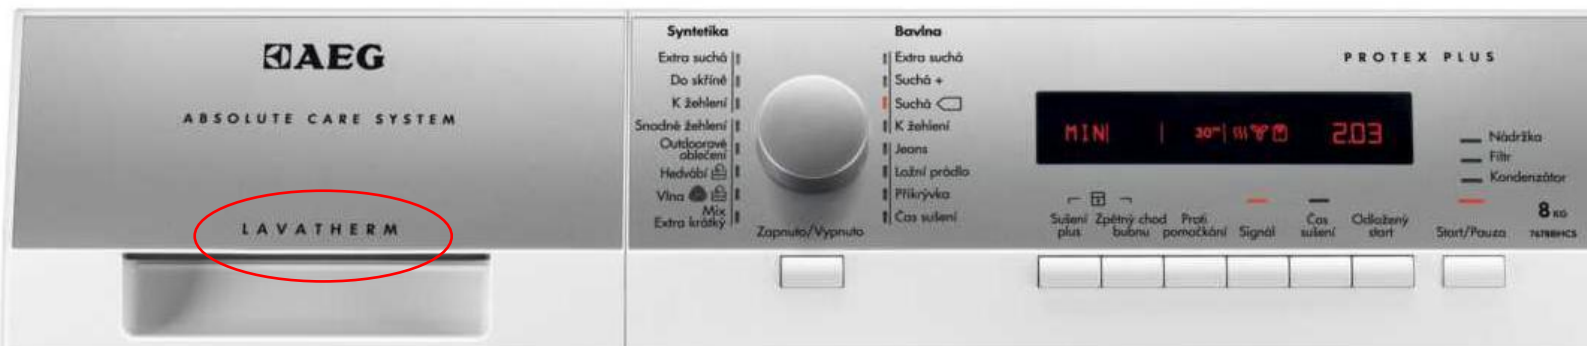 AEG
ABSOLUTE CARE SYSTEM
LAVATHERM
Syntetika
Extra suchá
Do skříně
K žehlení
Snadné žehlení
Outdoorové
oblečení
Hedvábí
Vlna
Mix
Extra krátký
Zapnuto/Vypnuto
Bavlna
Extra suchá
Suchá +
Suchá
K žehlení
Jeans
Ložní prádlo
Přikrývka
Čas sušení
PROTEX PLUS
MIN 30 2.03
Nádržka
Filtr
Kondenzátor
Sušení
plus
Zpětný chod
bubnu
Proti
pomačkání
Signál
Čas
sušení
Odložený
start
Start/Pauza
8 KG